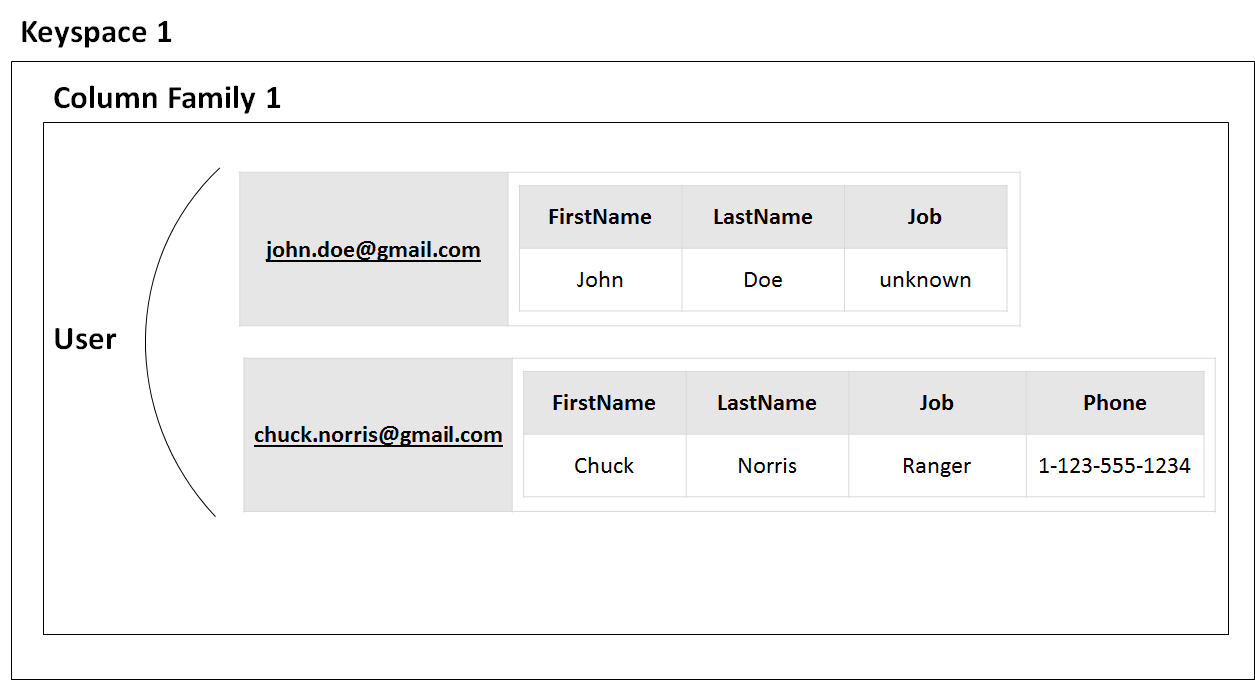 Keyspace 1
Column Family 1
User
john.doe@gmail.com
FirstName LastName Job
John Doe unknown
chuck.norris@gmail.com
FirstName LastName Job Phone
Chuck Norris Ranger 1-123-555-1234